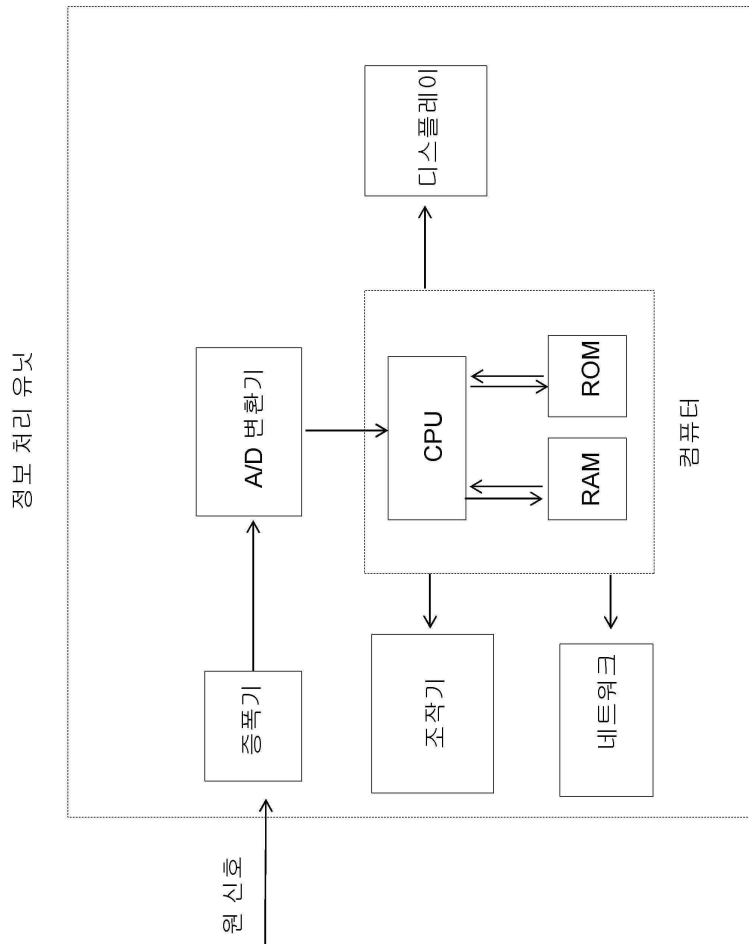 정보 처리 유닛
원 신호
증폭기
A/D 변환기
조작기
CPU
디스플레이
네트워크
RAM
ROM
컴퓨터